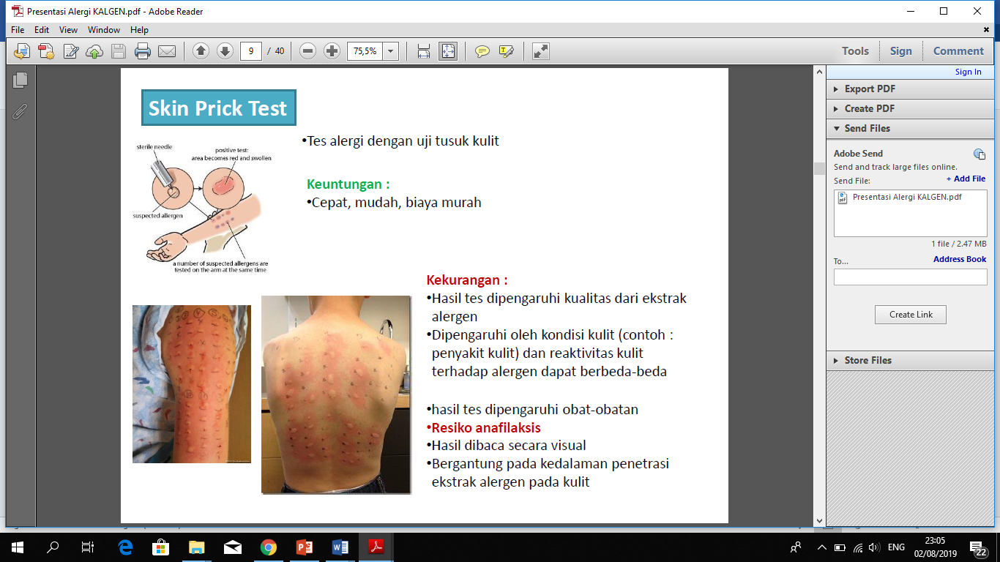 Presentasi Alergi KALGEN.pdf - Adobe Reader
File Edit View Window Help
9 / 40
75,5%
Tools
Sign
Comment
Sign In
Skin Prick Test
•Tes alergi dengan uji tusuk kulit
sterile needle
positive test:
area becomes red and swollen
suspected allergen
a number of suspected allergens are
tested on the arm at the same time
Keuntungan :
•Cepat, mudah, biaya murah
Kekurangan :
•Hasil tes dipengaruhi kualitas dari ekstrak
alergen
•Dipengaruhi oleh kondisi kulit (contoh :
penyakit kulit) dan reaktivitas kulit
terhadap alergen dapat berbeda-beda
•hasil tes dipengaruhi obat-obatan
•Resiko anafilaksis
•Hasil dibaca secara visual
•Bergantung pada kedalaman penetrasi
ekstrak alergen pada kulit
Export PDF
Create PDF
Send Files
Adobe Send
Send and track large files online.
Send File:
+ Add File
Presentasi Alergi KALGEN.pdf
1 file / 2.47 MB
To...
Address Book
Create Link
Store Files
ENG
23:05
02/08/2019
22